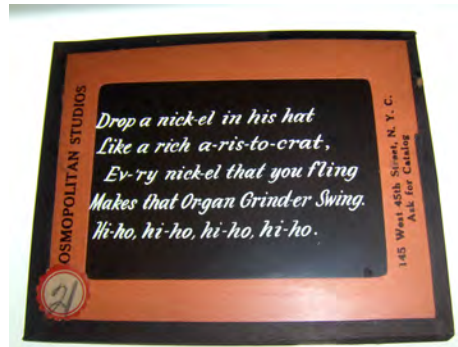 OSMOPOLITAN STUDIOS
Drop a nick-el in his hat
Like a rich a-ris-to-crat,
Ev-'ry nick-el that you fling
Makes that Organ Grind-er Swing.
Hi-ho, hi-ho, hi-ho, hi-ho.
145 West 45th Street, N. Y. C.
Ask for Catalog
21